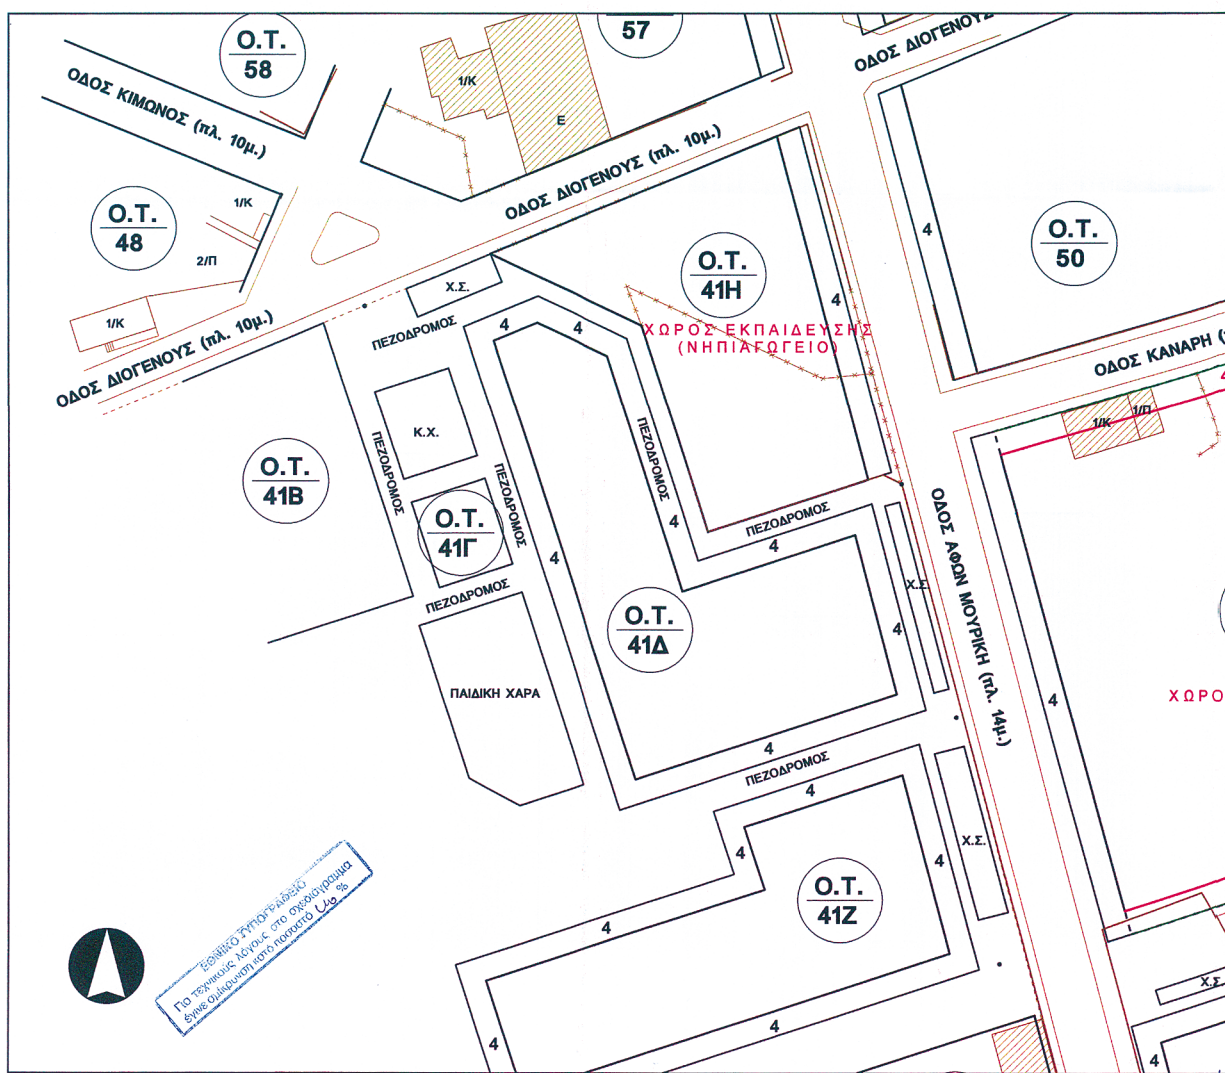 Ο.Τ.
57
Ο.Τ.
58
ΟΔΟΣ ΔΙΟΓΕΝΟΥΣ
ΟΔΟΣ ΚΙΜΩΝΟΣ (πλ. 10μ.)
1/Κ
Ε
ΟΔΟΣ ΔΙΟΓΕΝΟΥΣ (πλ. 10μ.)
Ο.Τ.
48
1/Κ
2/Π
1/Κ
Ο.Τ.
41Η
4
4
Ο.Τ.
50
Χ.Σ.
ΧΩΡΟΣ ΕΚΠΑΙΔΕΥΣΗΣ
(ΝΗΠΙΑΓΩΓΕΙΟ)
ΠΕΖΟΔΡΟΜΟΣ
4
4
ΟΔΟΣ ΔΙΟΓΕΝΟΥΣ (πλ. 10μ.)
ΟΔΟΣ ΚΑΝΑΡΗ (
4
1/Κ
1/Π
Κ.Χ.
ΠΕΖΟΔΡΟΜΟΣ
ΠΕΖΟΔΡΟΜΟΣ
ΠΕΖΟΔΡΟΜΟΣ
Ο.Τ.
41Β
Ο.Τ.
41Γ
4
ΠΕΖΟΔΡΟΜΟΣ
4
4
ΟΔΟΣ ΑΦΩΝ ΜΟΥΡΙΚΗ (πλ. 14μ.)
Χ.Σ.
ΠΕΖΟΔΡΟΜΟΣ
Ο.Τ.
41Δ
4
ΠΑΙΔΙΚΗ ΧΑΡΑ
4
ΧΩΡΟ
4
ΠΕΖΟΔΡΟΜΟΣ
4
4
4
Χ.Σ.
Ο.Τ.
41Ζ
4
ΕΘΝΙΚΟ ΤΥΠΟΓΡΑΦΕΙΟ
Για τεχνικούς λόγους στο σχεδιάγραμμα
έγινε σμίκρυνση κατά ποσοστό %
Χ.Σ.
4
4
4